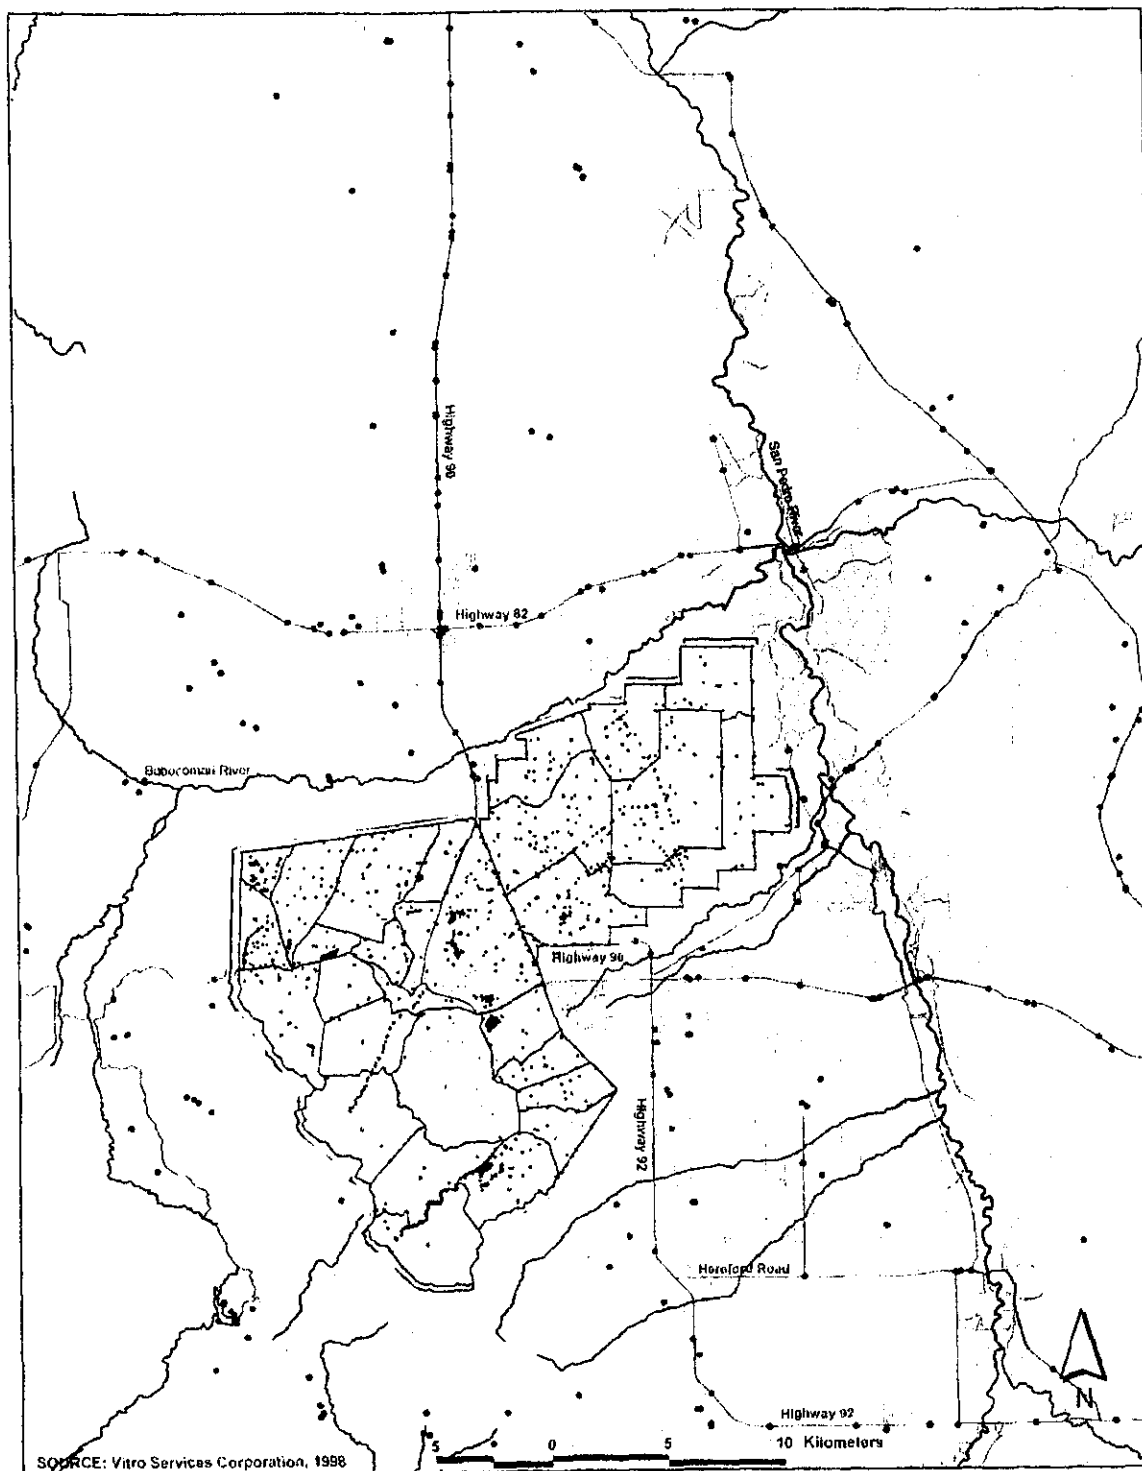 Highway 90
San Pedro River
Highway 82
Babocomari River
Highway 90
Highway 92
Hereford Road
N
Highway 92
5 0 5 10 Kilometers
SOURCE: Vitro Services Corporation, 1998